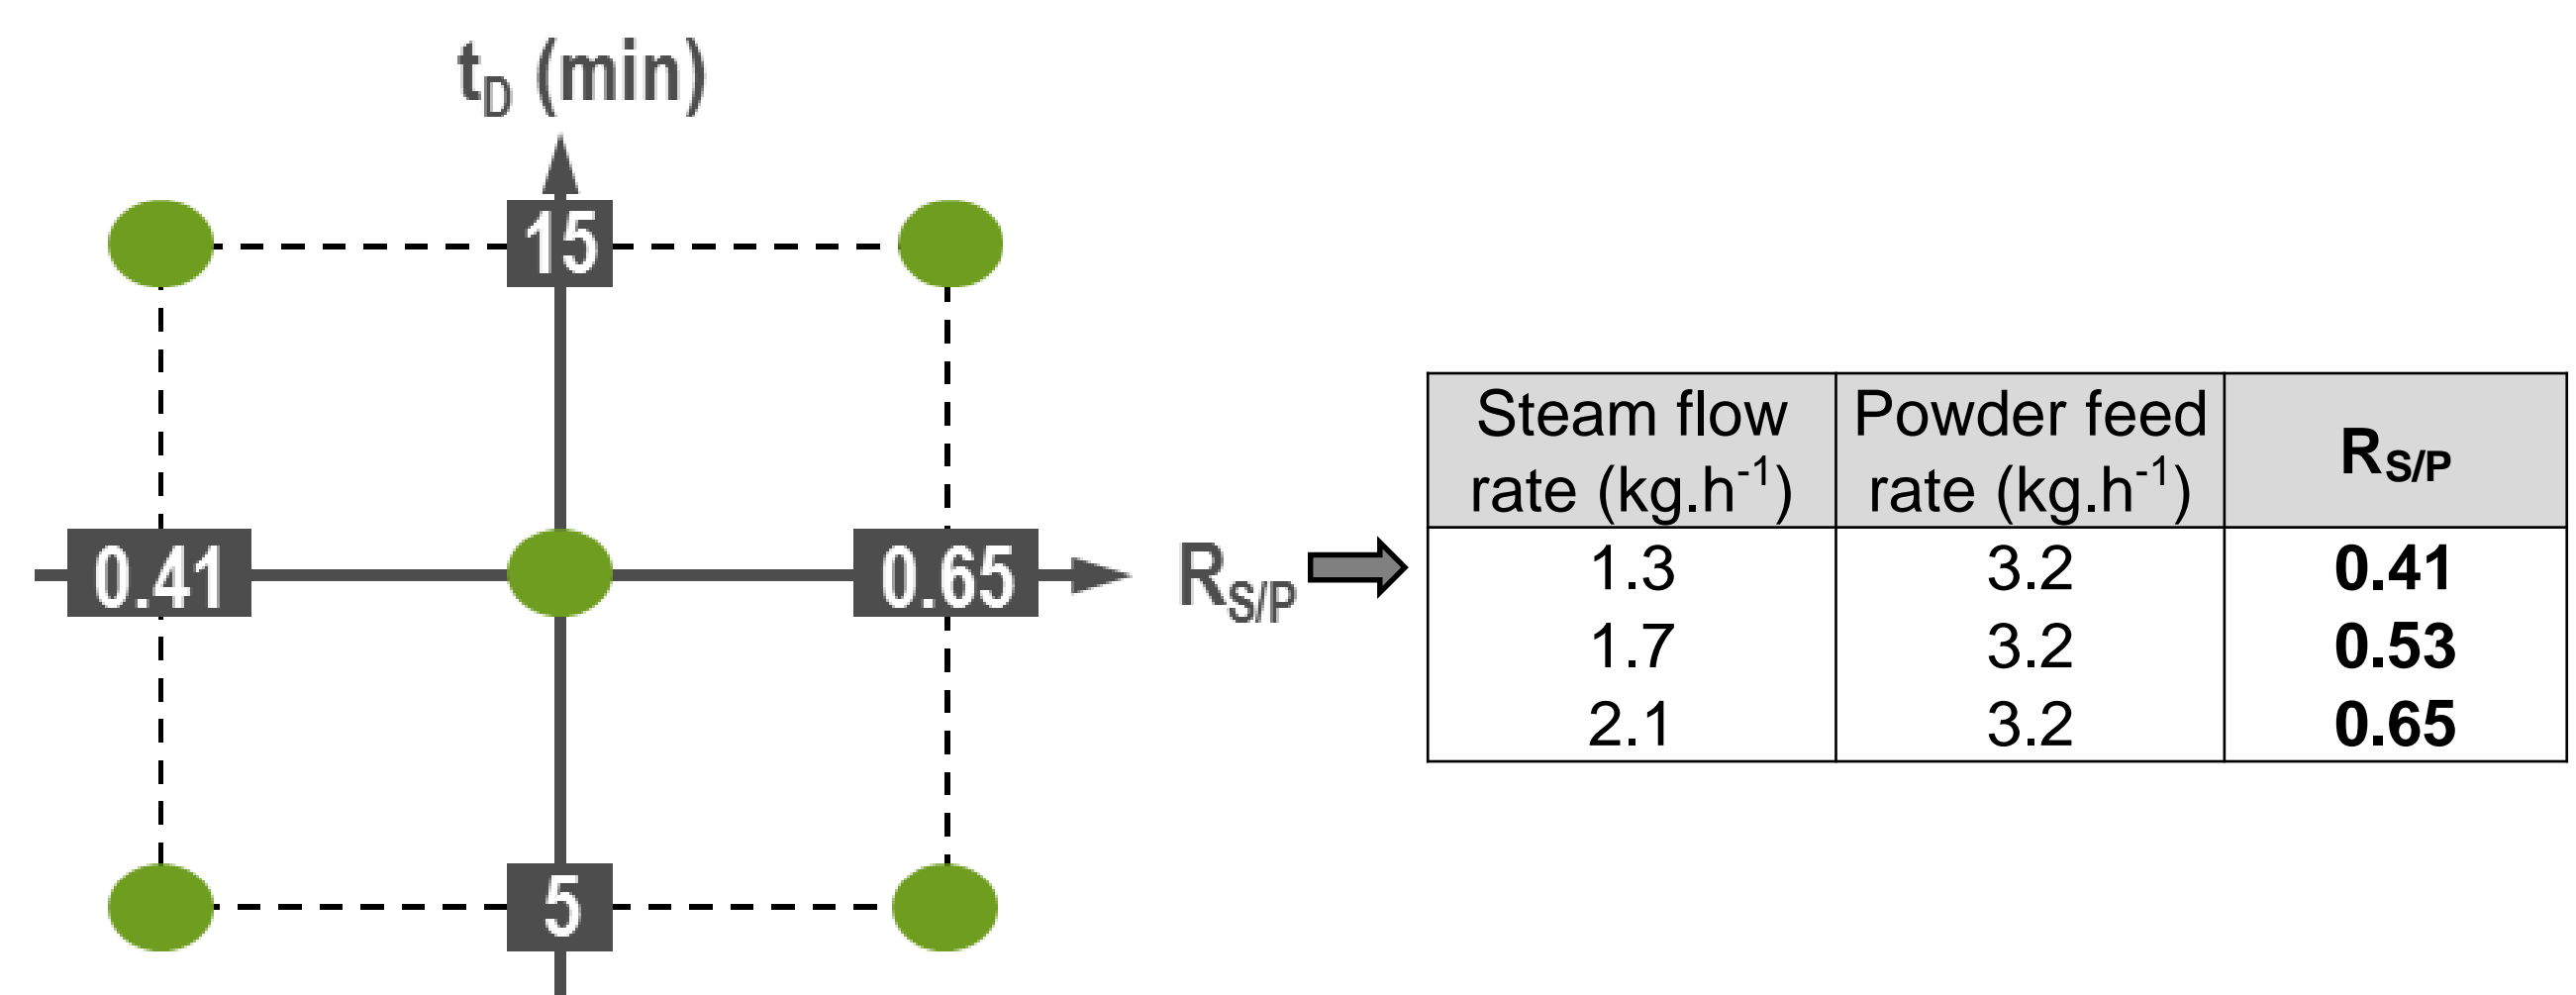 t_D (min)
15
0.41
0.65
R_S/P
5
Steam flow rate (kg.h⁻¹) Powder feed rate (kg.h⁻¹) R_S/P
1.3 3.2 0.41
1.7 3.2 0.53
2.1 3.2 0.65